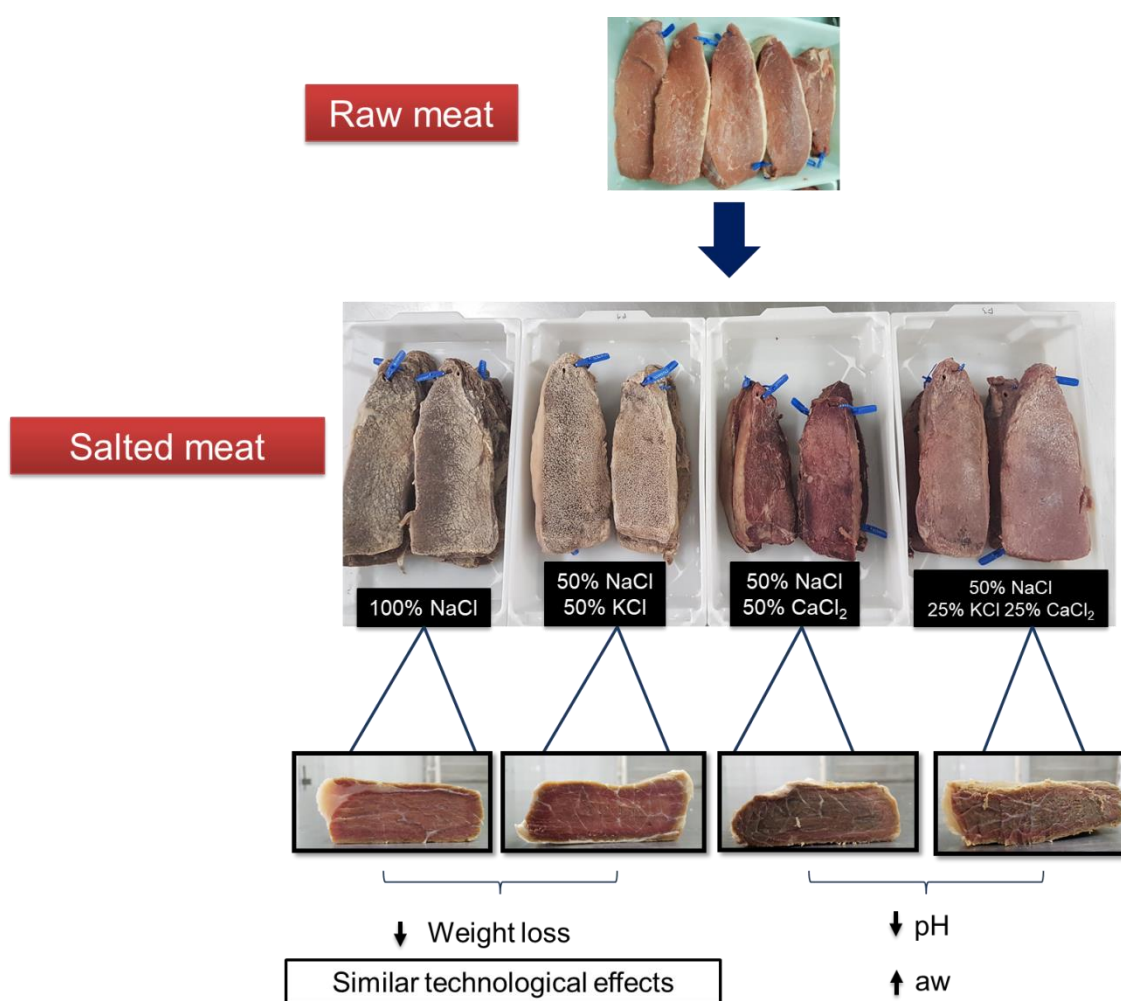 Raw meat
Salted meat
100% NaCl
50% NaCl
50% KCl
50% NaCl
50% CaCl₂
50% NaCl
25% KCl 25% CaCl₂
↓ Weight loss
Similar technological effects
↓ pH
↑ aw